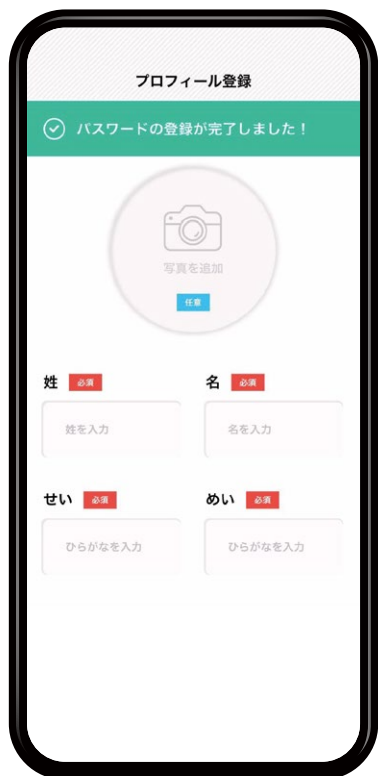 プロフィール登録
パスワードの登録が完了しました！
写真を追加
任意
姓 必須
名 必須
姓を入力
名を入力
せい 必須
めい 必須
ひらがなを入力
ひらがなを入力